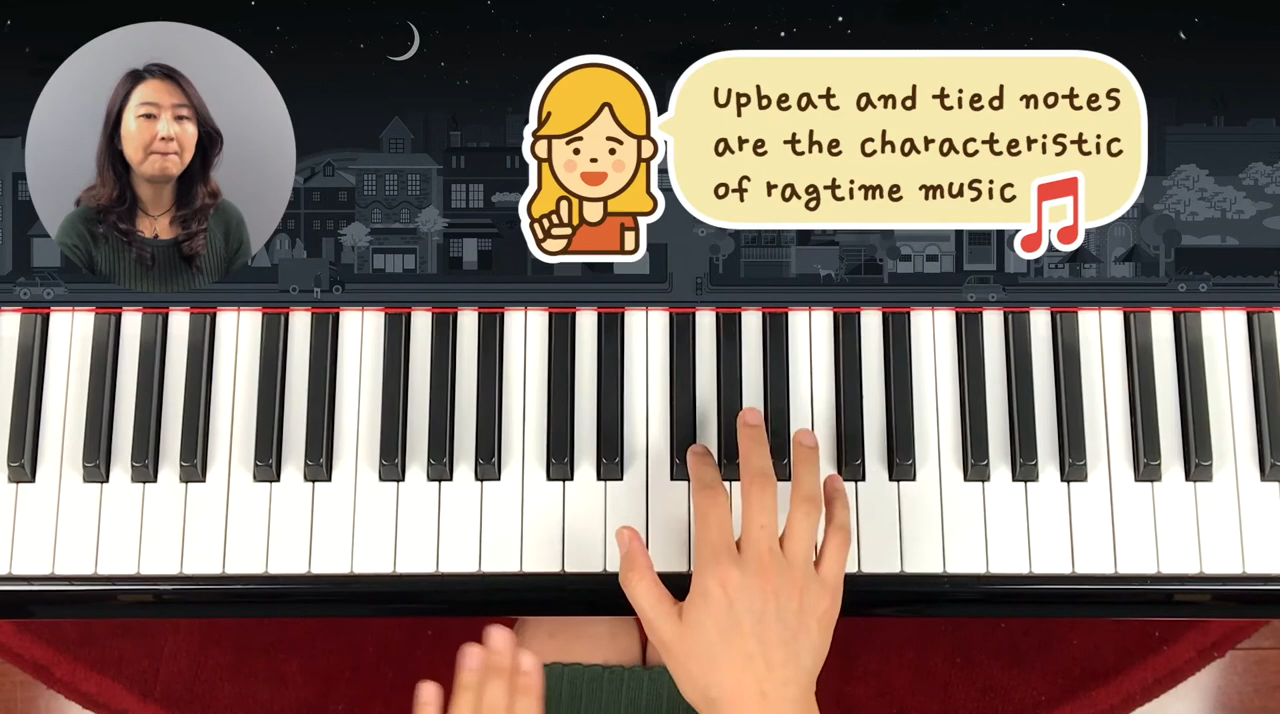 Upbeat and tied notes
are the characteristic
of ragtime music